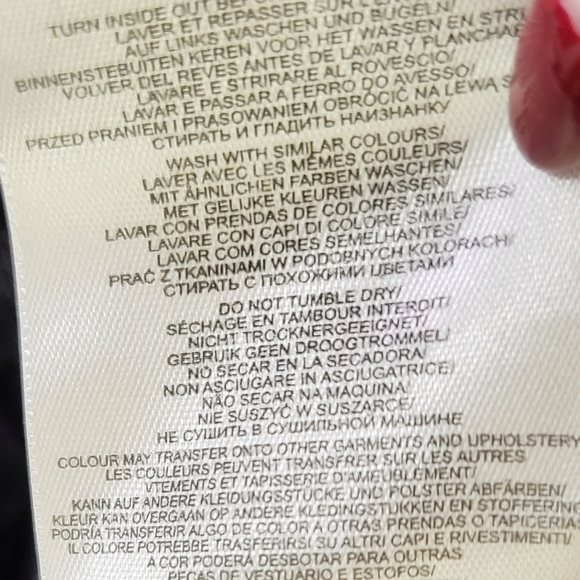 TURN INSIDE OUT
LAVER ET REPASSER SUR
AUF LINKS WASCHEN UND BÜGELN/
BINNENSTEBUITEN KEREN VOOR HET WASSEN EN
VOLVER DEL REVES ANTES DE LAVAR Y PLANCHAR
LAVARE E STRIRARE AL ROVESCIO/
LAVAR E PASSAR A FERRO DO AVESSO/
PRZED PRANIEM I PRASOWANIEM OBRÓCIĆ NA LEWĄ
СТИРАТЬ И ГЛАДИТЬ НАИЗНАНКУ
WASH WITH SIMILAR COLOURS/
LAVER AVEC LES MÊMES COULEURS/
MIT ÄHNLICHEN FARBEN WASCHEN/
MET GELIJKE KLEUREN WASSEN/
LAVAR CON PRENDAS DE COLORES SIMILARES/
LAVARE CON CAPI DI COLORE SIMILE/
LAVAR COM CORES SEMELHANTES/
PRAĆ Z TKANINAMI W PODOBNYCH KOLORACH/
СТИРАТЬ С ПОХОЖИМИ ЦВЕТАМИ
DO NOT TUMBLE DRY/
SÉCHAGE EN TAMBOUR INTERDIT/
NICHT TROCKNERGEEIGNET/
GEBRUIK GEEN DROOGTROMMEL/
NO SECAR EN LA SECADORA/
NON ASCIUGARE IN ASCIUGATRICE/
NÃO SECAR NA MAQUINA/
NIE SUSZYĆ W SUSZARCE/
НЕ СУШИТЬ В СУШИЛЬНОЙ МАШИНЕ
COLOUR MAY TRANSFER ONTO OTHER GARMENTS AND UPHOLSTERY
LES COULEURS PEUVENT TRANSFRER SUR LES AUTRES
VTEMENTS ET TAPISSERIE D'AMEUBLEMENT/
KANN AUF ANDERE KLEIDUNGSSTÜCKE UND POLSTER ABFÄRBEN/
KLEUR KAN OVERGAAN OP ANDERE KLEDINGSTUKKEN EN STOFFERING
PODRÍA TRANSFERIR ALGO DE COLOR A OTRAS PRENDAS O TAPICERIAS
IL COLORE POTREBBE TRASFERIRSI SU ALTRI CAPI E RIVESTIMENTI/
A COR PODERÁ DESBOTAR PARA OUTRAS
PEÇAS DE VESTUÁRIO E ESTOFOS/